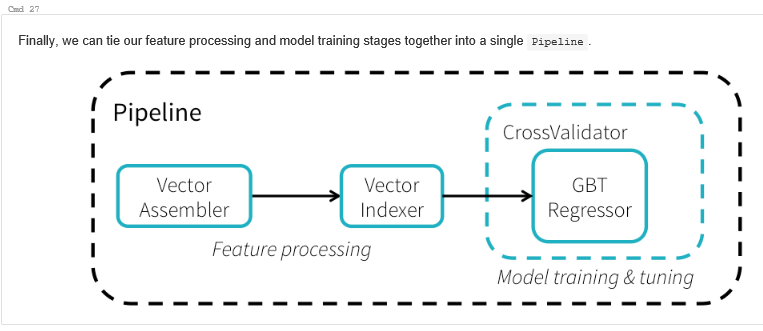 Cmd 27
Finally, we can tie our feature processing and model training stages together into a single Pipeline .
Pipeline
CrossValidator
Vector
Assembler
Vector
Indexer
GBT
Regressor
Feature processing
Model training & tuning